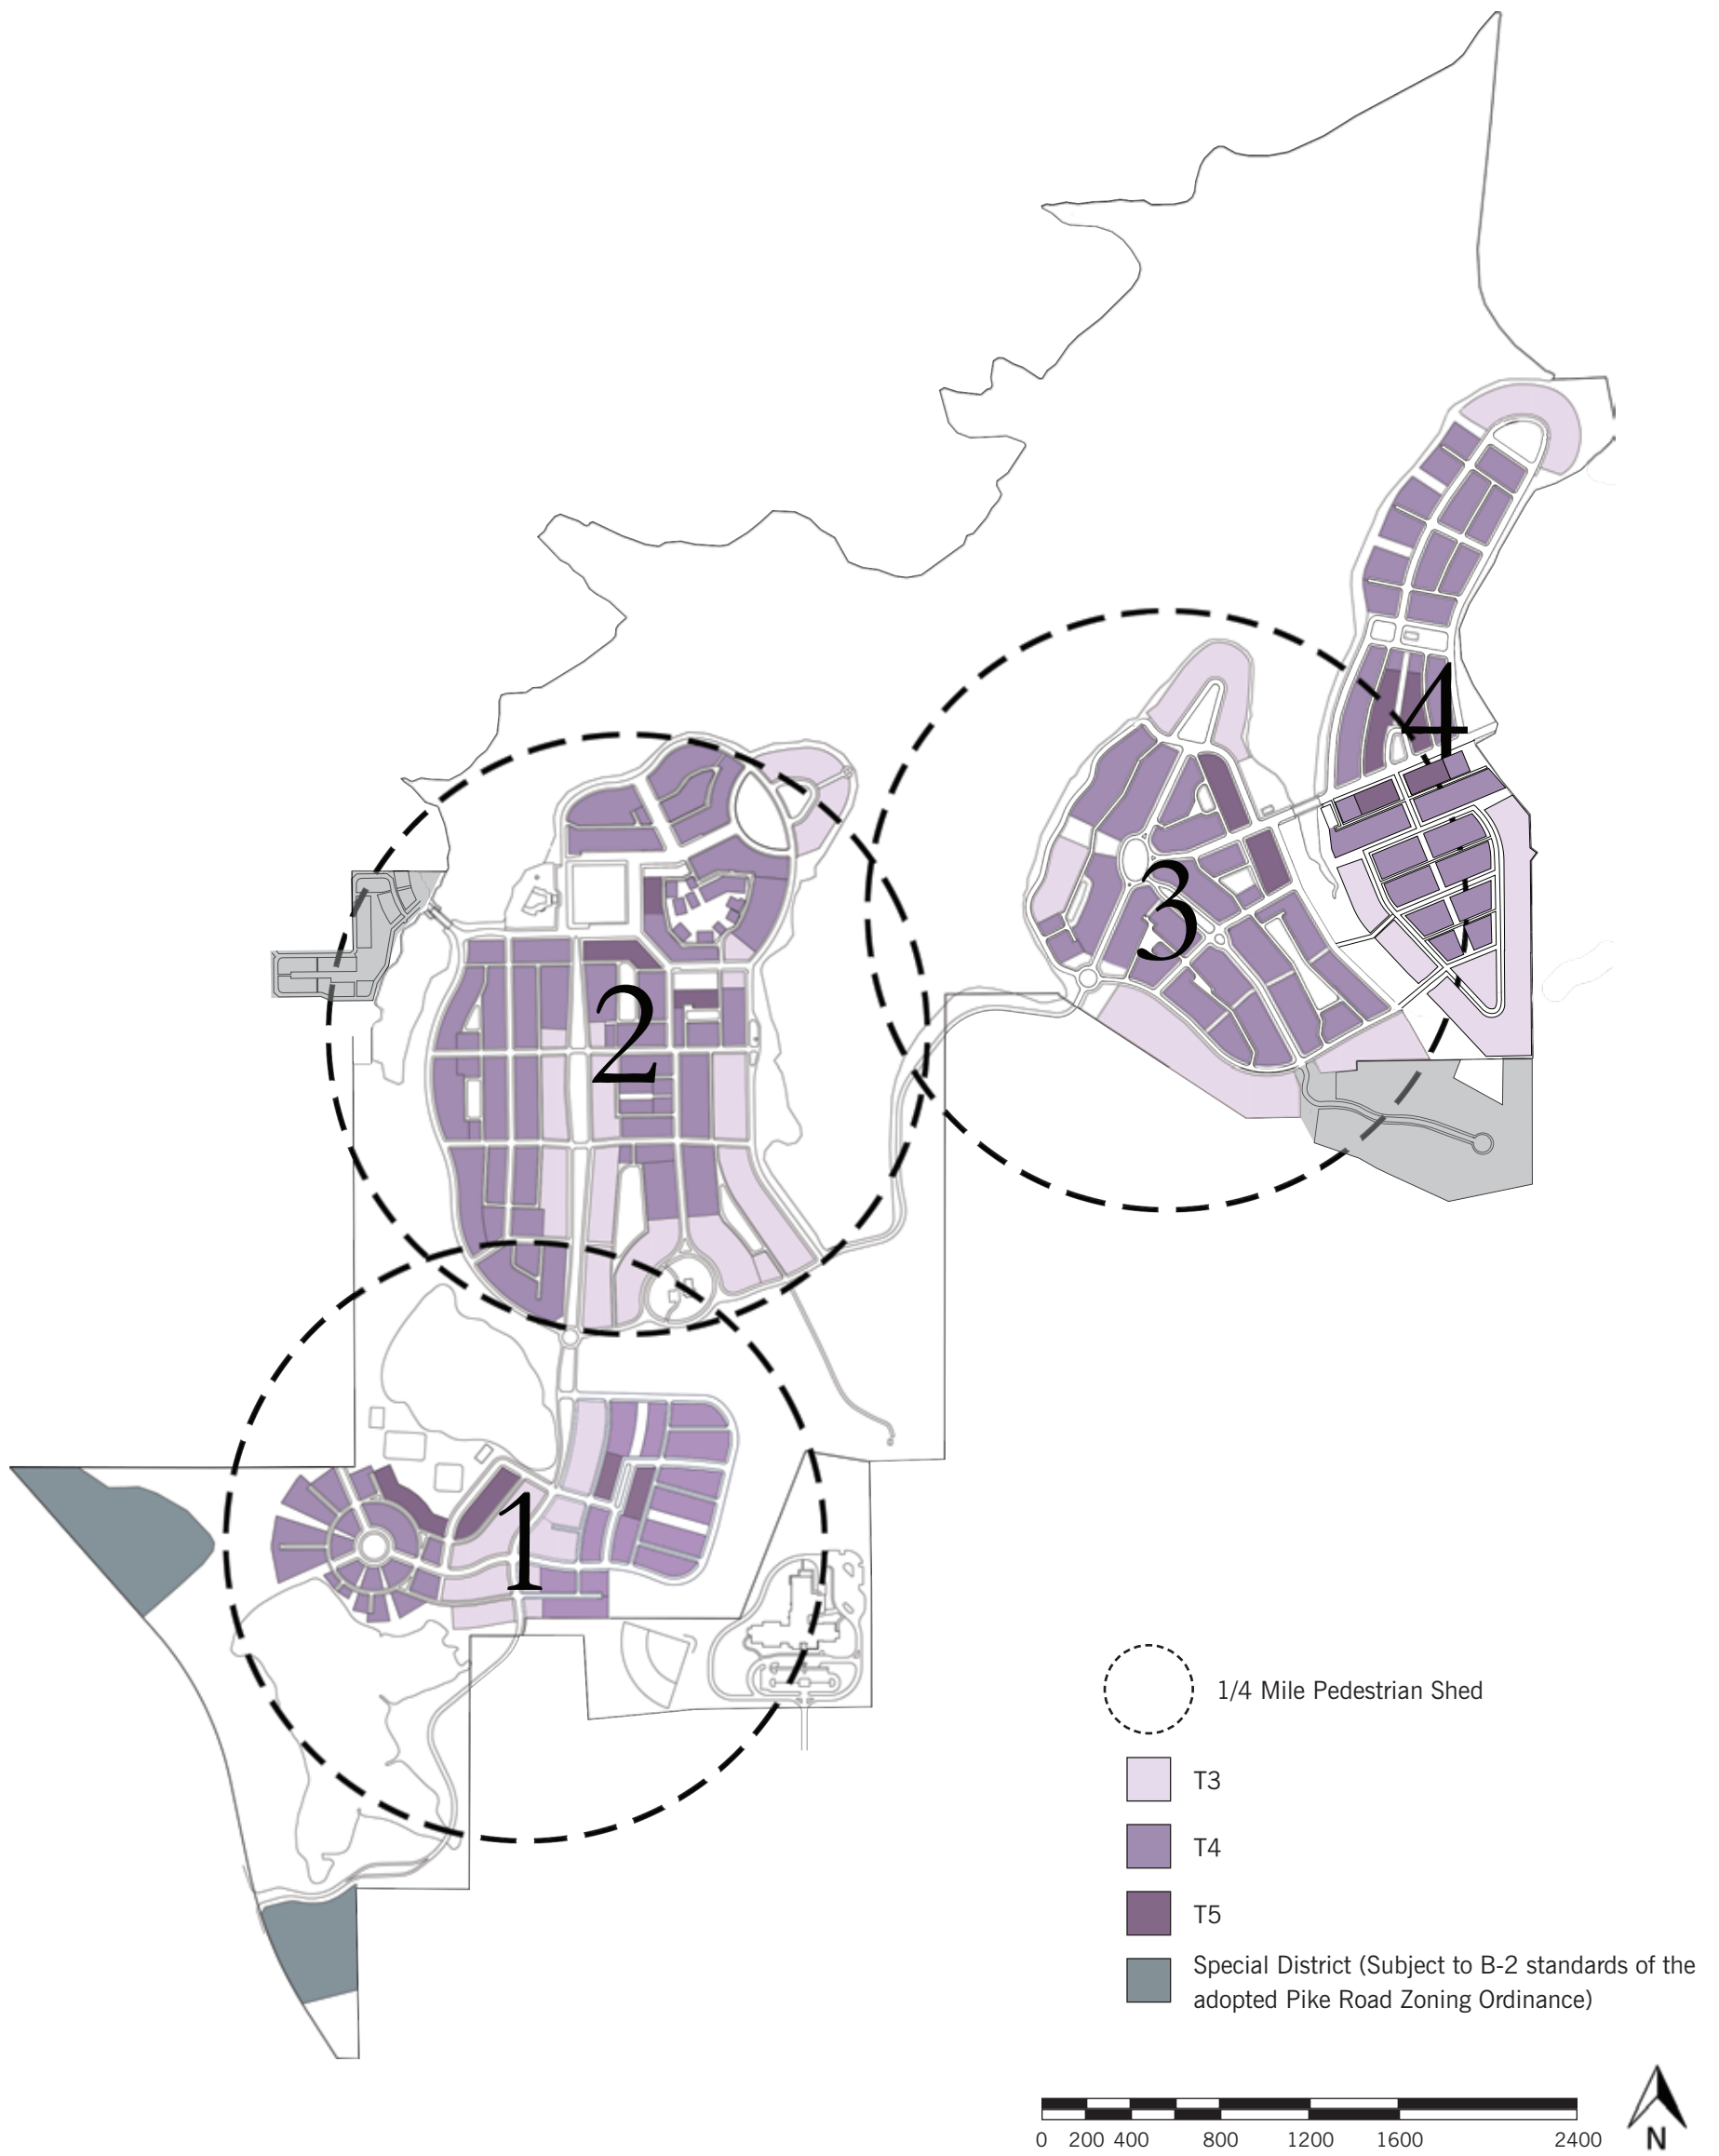 4
3
2
1
1/4 Mile Pedestrian Shed
T3
T4
T5
Special District (Subject to B-2 standards of the
adopted Pike Road Zoning Ordinance)
0 200 400 800 1200 1600 2400
N